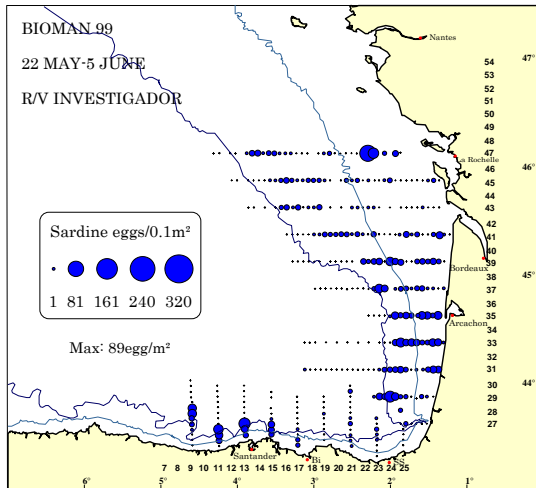 BIOMAN 99
22 MAY-5 JUNE
R/V INVESTIGADOR
Nantes
47°
54
53
52
51
50
49
48
47
La Rochelle
46°
46
45
44
43
42
41
40
39
Bordeaux
38
45°
37
36
35
Arcachon
34
33
32
31
44°
30
29
28
27
Sardine eggs/0.1m²
1 81 161 240 320
Max: 89egg/m²
Santander
Bi
SS
7 8 9 10 11 12 13 14 15 16 17 18 19 20 21 22 23 24 25
6° 5° 4° 3° 2° 1°